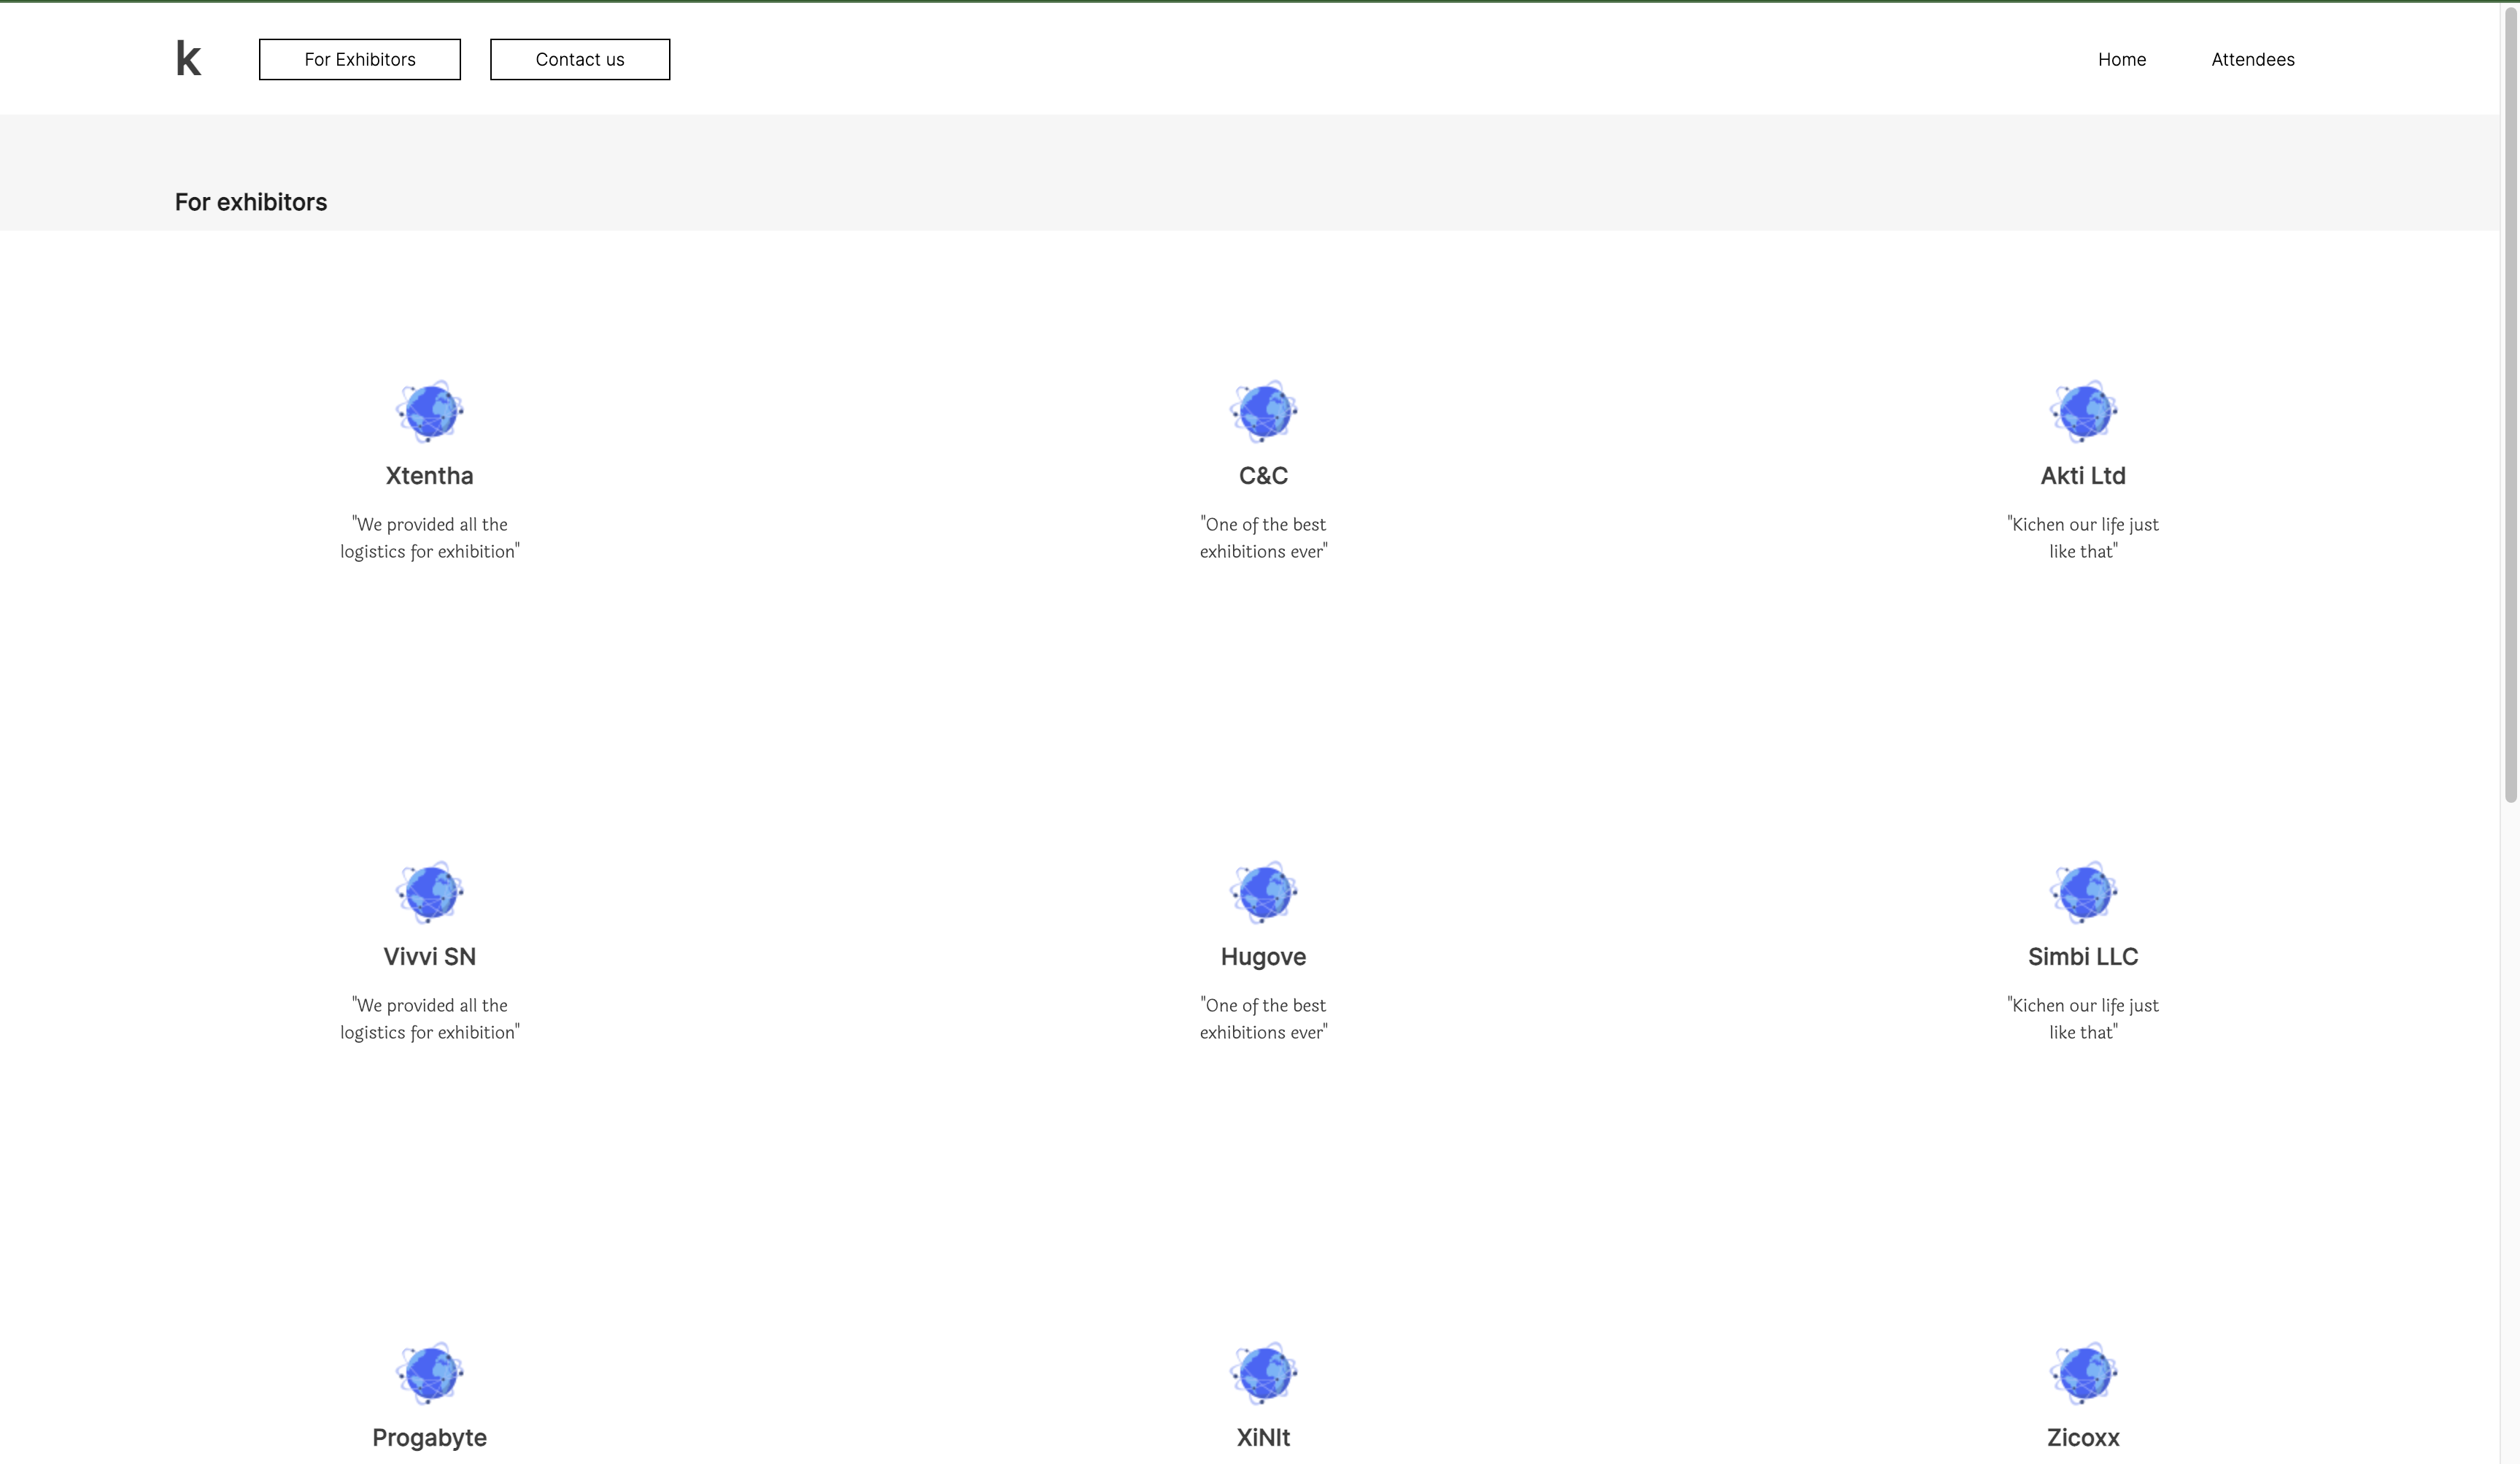 k
For Exhibitors
Contact us
Home
Attendees
For exhibitors
Xtentha
"We provided all the
logistics for exhibition"
C&C
"One of the best
exhibitions ever"
Akti Ltd
"Kichen our life just
like that"
Vivvi SN
"We provided all the
logistics for exhibition"
Hugove
"One of the best
exhibitions ever"
Simbi LLC
"Kichen our life just
like that"
Progabyte
XiNIt
Zicoxx